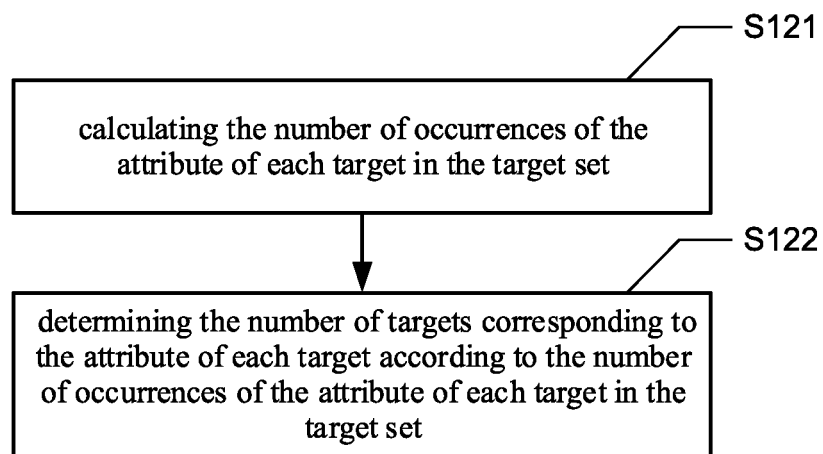 S121
calculating the number of occurrences of the
attribute of each target in the target set
S122
determining the number of targets corresponding to
the attribute of each target according to the number
of occurrences of the attribute of each target in the
target set